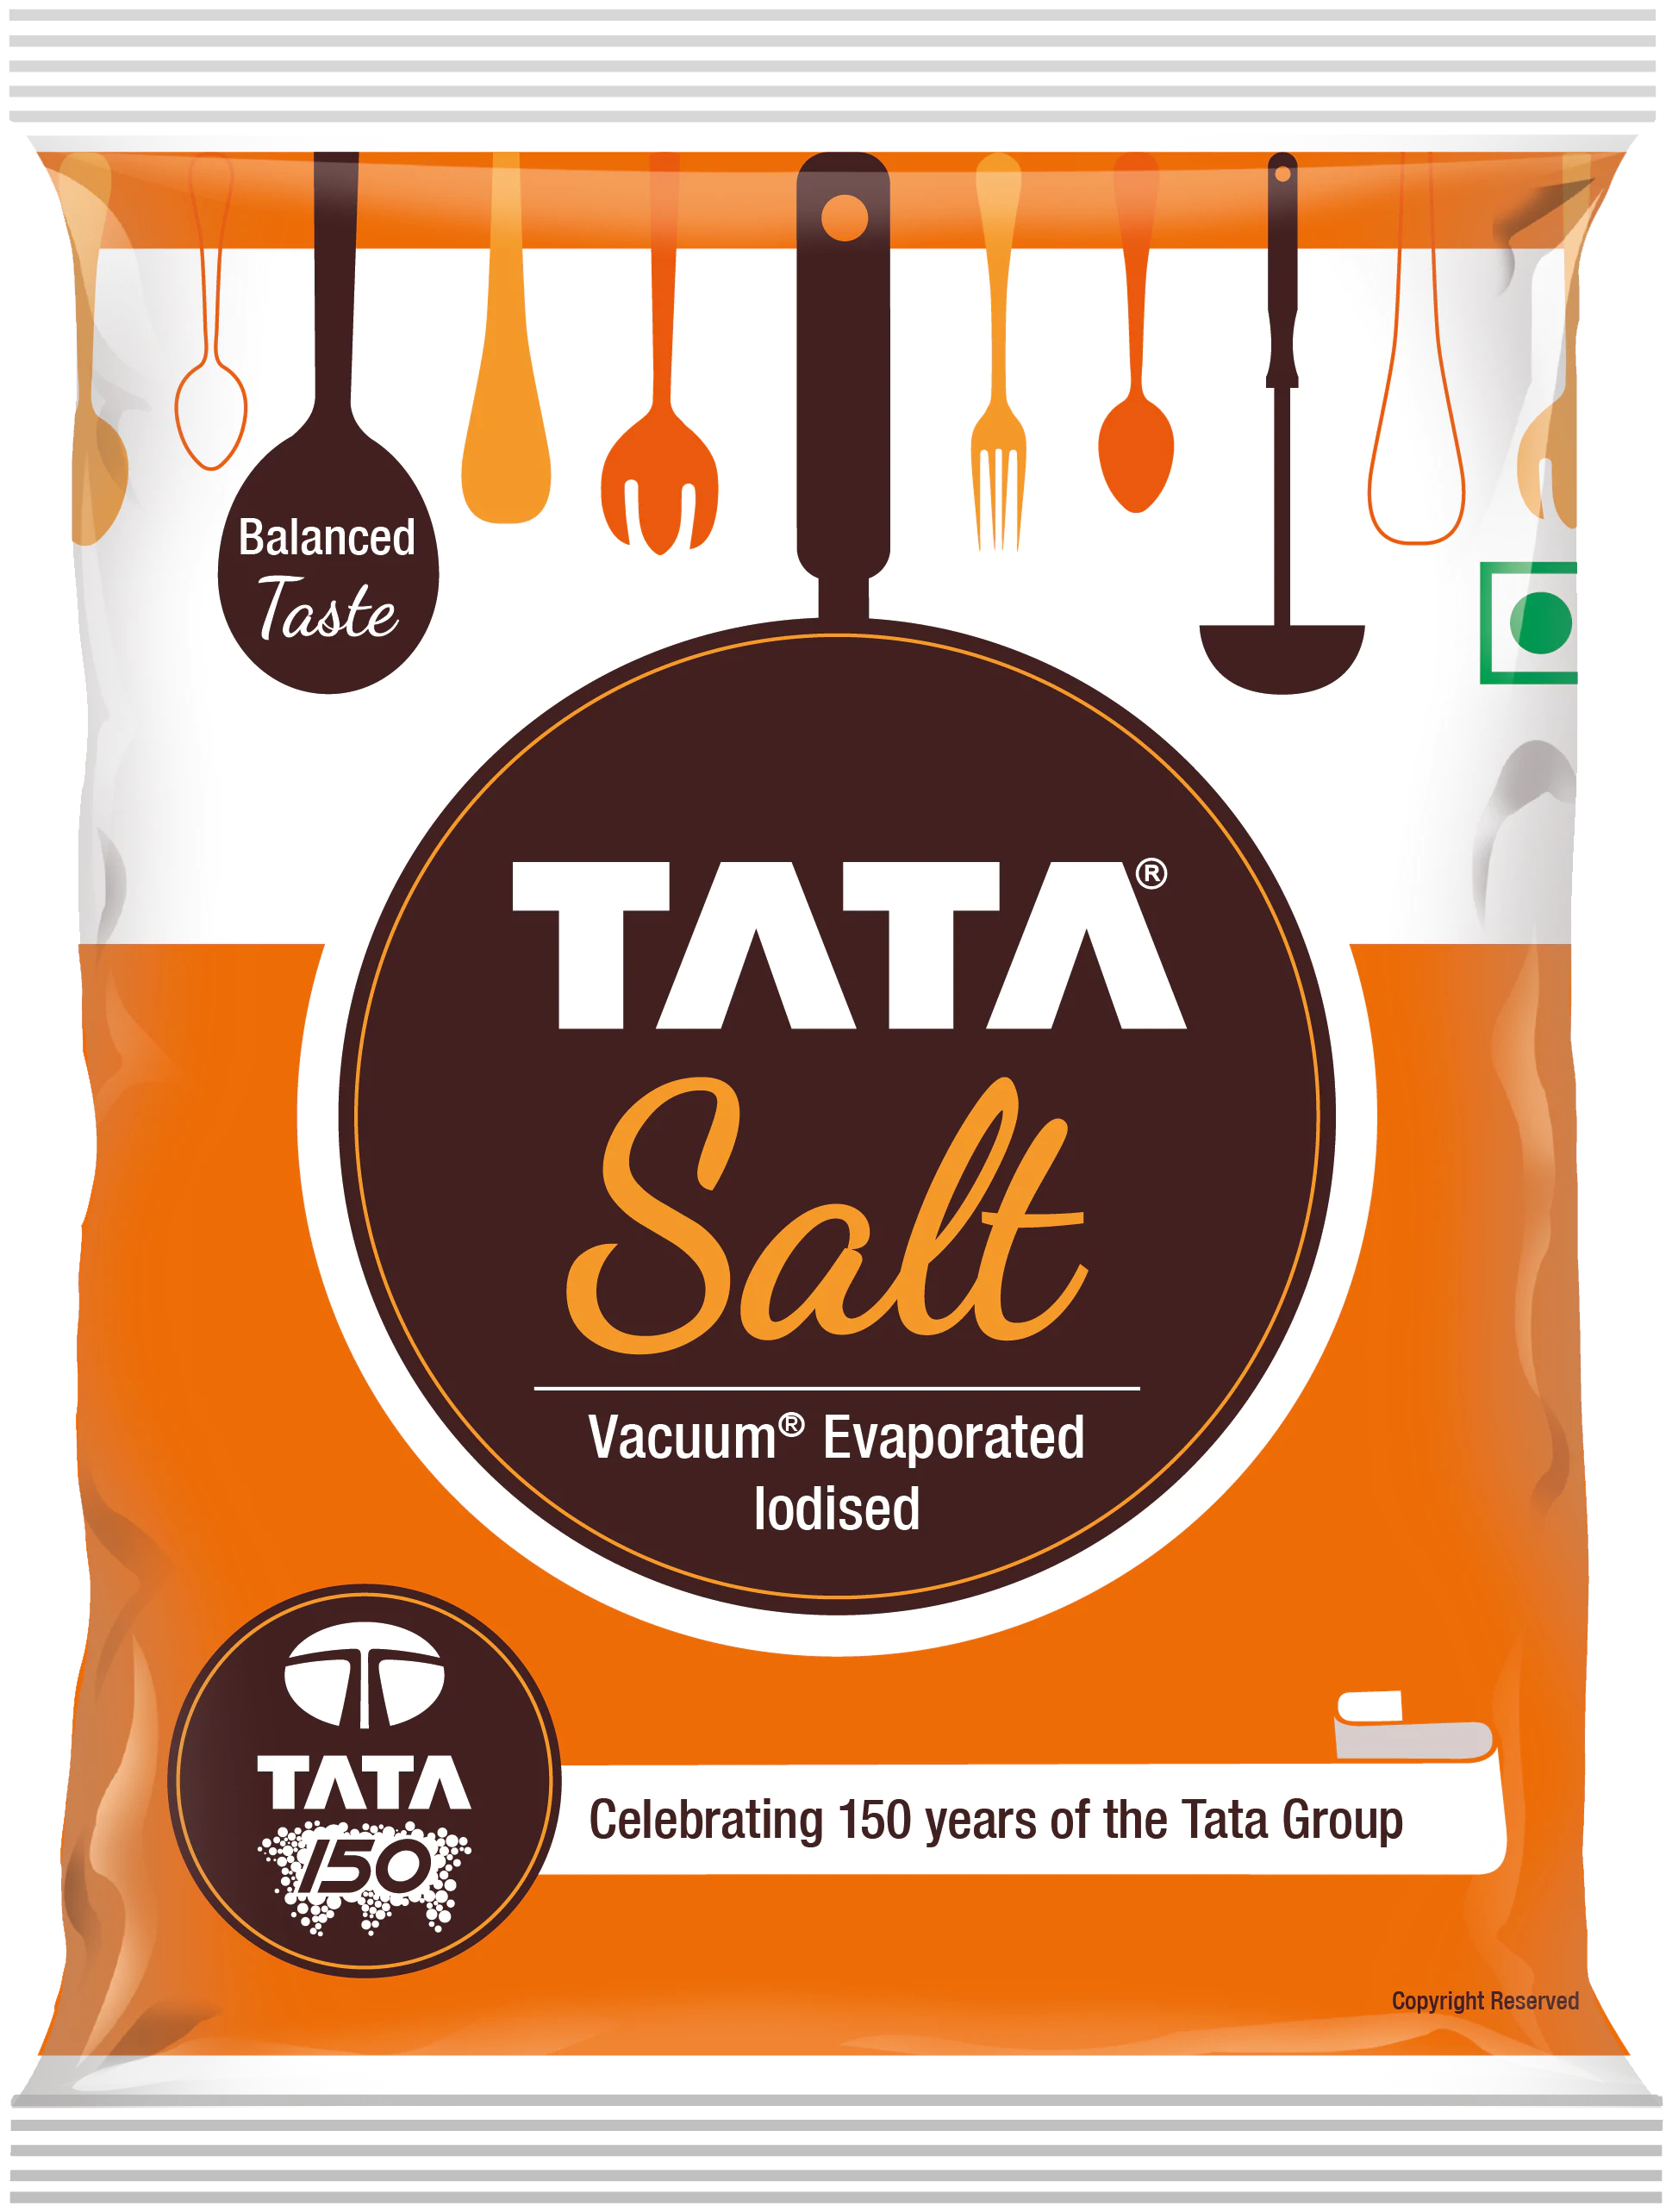 Balanced
Taste
TATA®
Salt
Vacuum® Evaporated
Iodised
TATA
150
Celebrating 150 years of the Tata Group
Copyright Reserved